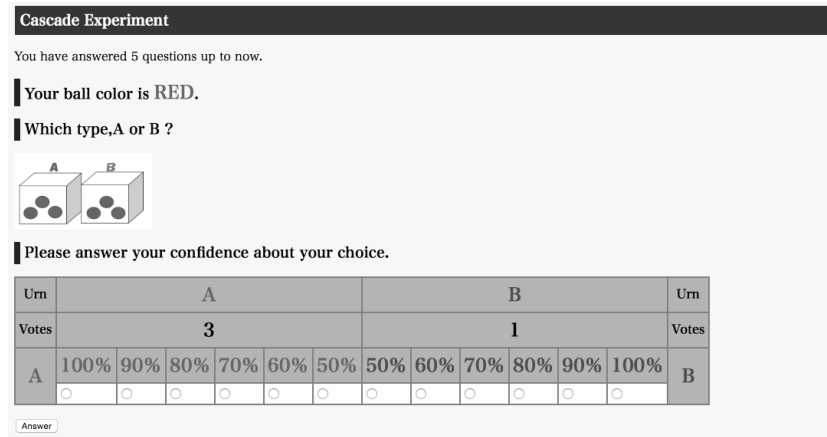 Cascade Experiment
You have answered 5 questions up to now.
Your ball color is RED.
Which type,A or B ?
A B
Please answer your confidence about your choice.
Urn A B Urn
Votes 3 1 Votes
A 100% 90% 80% 70% 60% 50% 50% 60% 70% 80% 90% 100% B
Answer